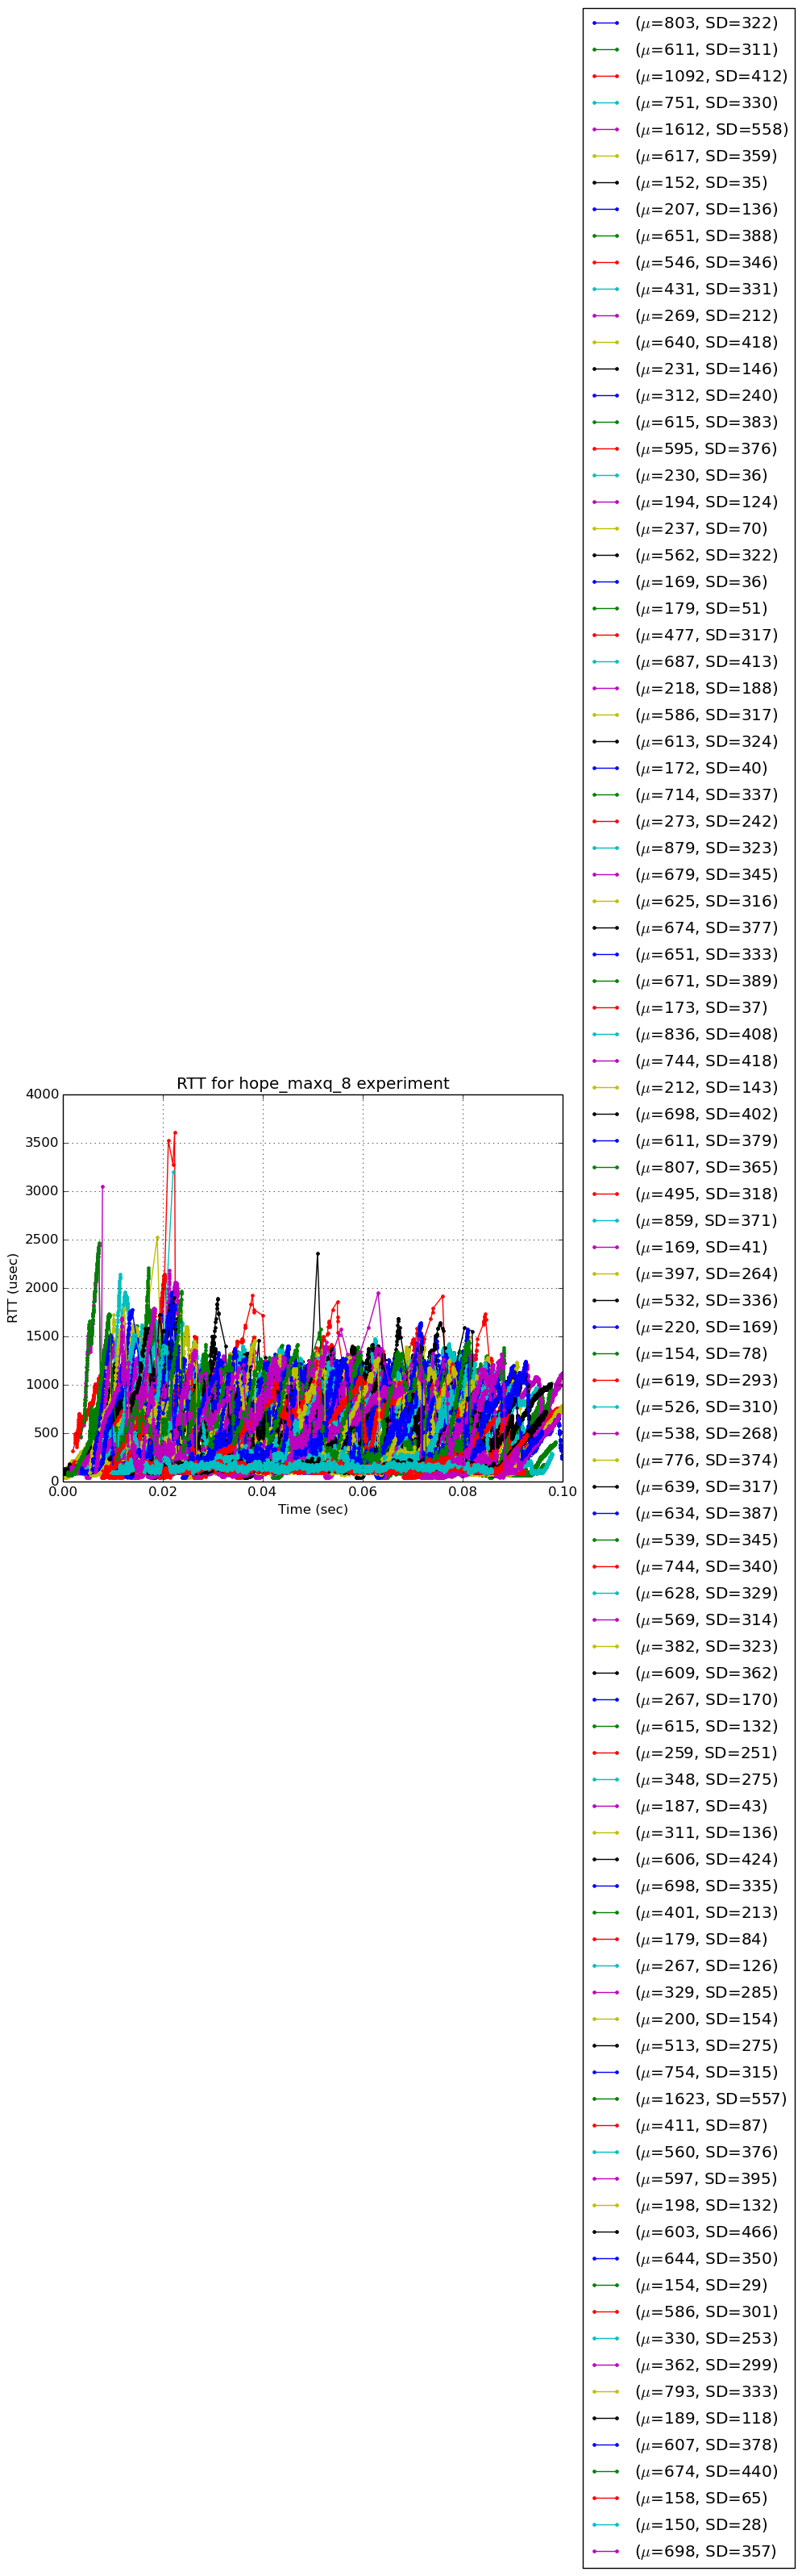 RTT for hope_maxq_8 experiment
4000
3500
3000
2500
2000
1500
1000
500
0
RTT (usec)
0.00 0.02 0.04 0.06 0.08 0.10
Time (sec)
(μ=803, SD=322)
(μ=611, SD=311)
(μ=1092, SD=412)
(μ=751, SD=330)
(μ=1612, SD=558)
(μ=617, SD=359)
(μ=152, SD=35)
(μ=207, SD=136)
(μ=651, SD=388)
(μ=546, SD=346)
(μ=431, SD=331)
(μ=269, SD=212)
(μ=640, SD=418)
(μ=231, SD=146)
(μ=312, SD=240)
(μ=615, SD=383)
(μ=595, SD=376)
(μ=230, SD=36)
(μ=194, SD=124)
(μ=237, SD=70)
(μ=562, SD=322)
(μ=169, SD=36)
(μ=179, SD=51)
(μ=477, SD=317)
(μ=687, SD=413)
(μ=218, SD=188)
(μ=586, SD=317)
(μ=613, SD=324)
(μ=172, SD=40)
(μ=714, SD=337)
(μ=273, SD=242)
(μ=879, SD=323)
(μ=679, SD=345)
(μ=625, SD=316)
(μ=674, SD=377)
(μ=651, SD=333)
(μ=671, SD=389)
(μ=173, SD=37)
(μ=836, SD=408)
(μ=744, SD=418)
(μ=212, SD=143)
(μ=698, SD=402)
(μ=611, SD=379)
(μ=807, SD=365)
(μ=495, SD=318)
(μ=859, SD=371)
(μ=169, SD=41)
(μ=397, SD=264)
(μ=532, SD=336)
(μ=220, SD=169)
(μ=154, SD=78)
(μ=619, SD=293)
(μ=526, SD=310)
(μ=538, SD=268)
(μ=776, SD=374)
(μ=639, SD=317)
(μ=634, SD=387)
(μ=539, SD=345)
(μ=744, SD=340)
(μ=628, SD=329)
(μ=569, SD=314)
(μ=382, SD=323)
(μ=609, SD=362)
(μ=267, SD=170)
(μ=615, SD=132)
(μ=259, SD=251)
(μ=348, SD=275)
(μ=187, SD=43)
(μ=311, SD=136)
(μ=606, SD=424)
(μ=698, SD=335)
(μ=401, SD=213)
(μ=179, SD=84)
(μ=267, SD=126)
(μ=329, SD=285)
(μ=200, SD=154)
(μ=513, SD=275)
(μ=754, SD=315)
(μ=1623, SD=557)
(μ=411, SD=87)
(μ=560, SD=376)
(μ=597, SD=395)
(μ=198, SD=132)
(μ=603, SD=466)
(μ=644, SD=350)
(μ=154, SD=29)
(μ=586, SD=301)
(μ=330, SD=253)
(μ=362, SD=299)
(μ=793, SD=333)
(μ=189, SD=118)
(μ=607, SD=378)
(μ=674, SD=440)
(μ=158, SD=65)
(μ=150, SD=28)
(μ=698, SD=357)